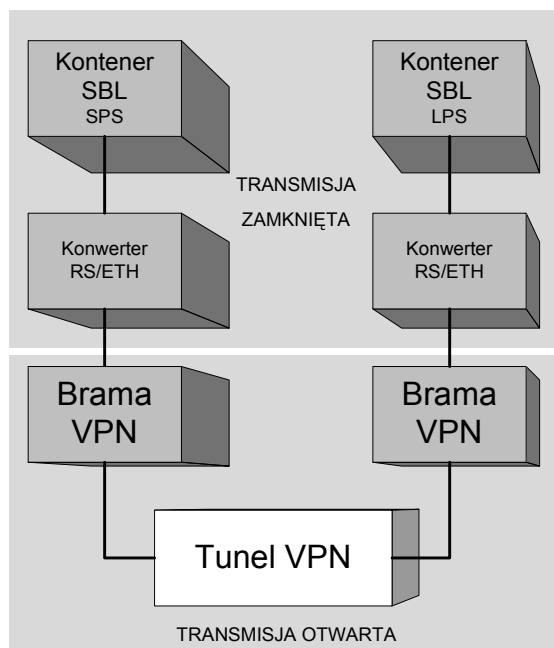 Kontener
SBL
SPS
Kontener
SBL
LPS
TRANSMISJA
ZAMKNIĘTA
Konwerter
RS/ETH
Konwerter
RS/ETH
Brama
VPN
Brama
VPN
Tunel VPN
TRANSMISJA OTWARTA